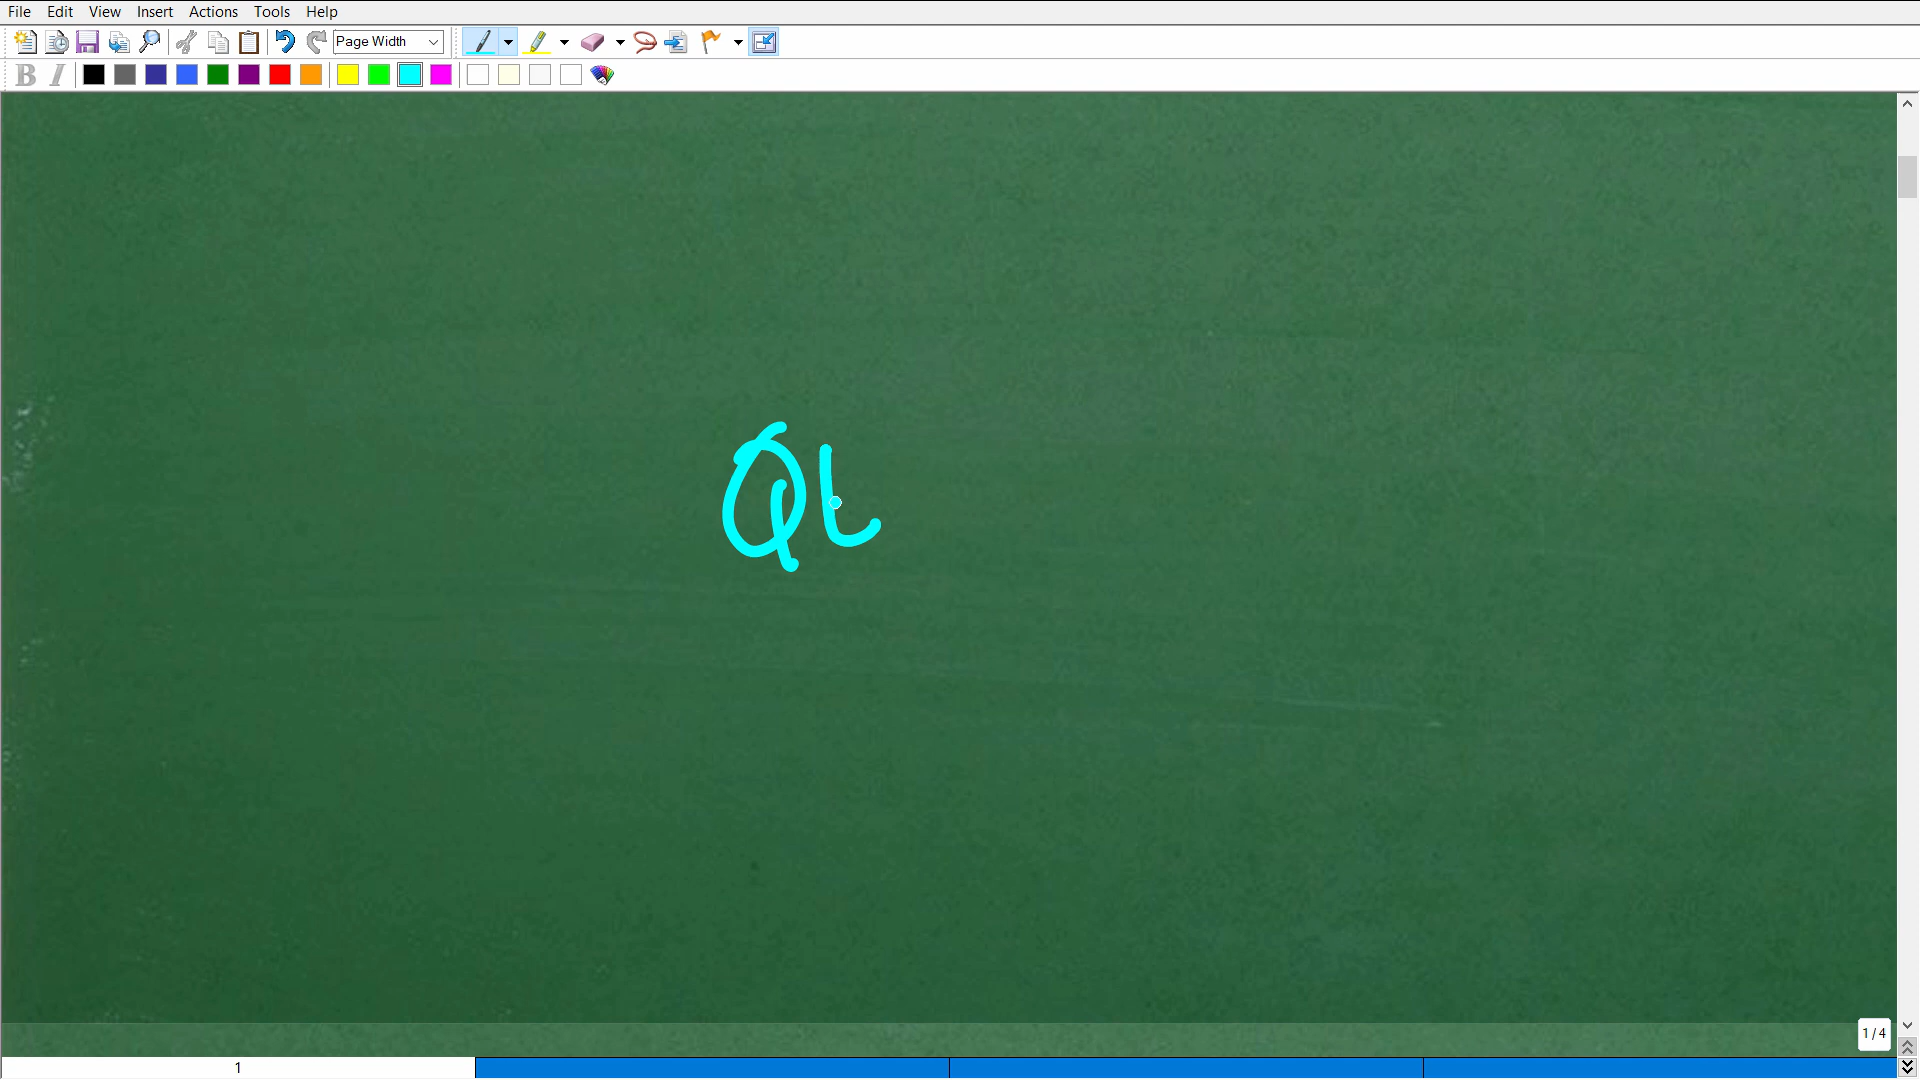 File Edit View Insert Actions Tools Help
Page Width
B I
QL
1 / 4
1